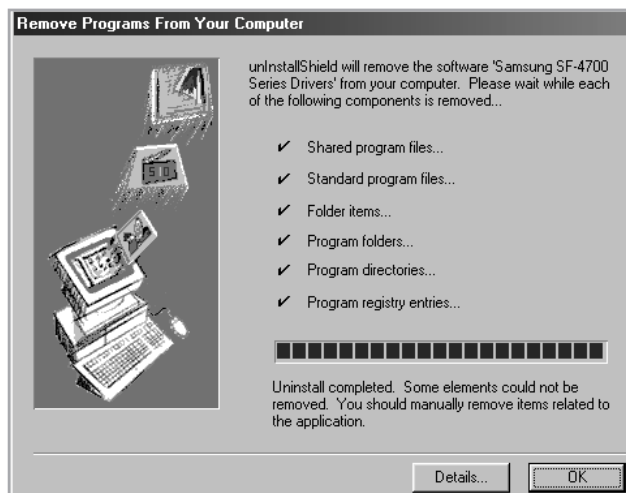 Remove Programs From Your Computer
unInstallShield will remove the software 'Samsung SF-4700
Series Drivers' from your computer. Please wait while each
of the following components is removed...
✔ Shared program files...
✔ Standard program files...
✔ Folder items...
✔ Program folders...
✔ Program directories...
✔ Program registry entries...
Uninstall completed. Some elements could not be
removed. You should manually remove items related to
the application.
Details...
OK